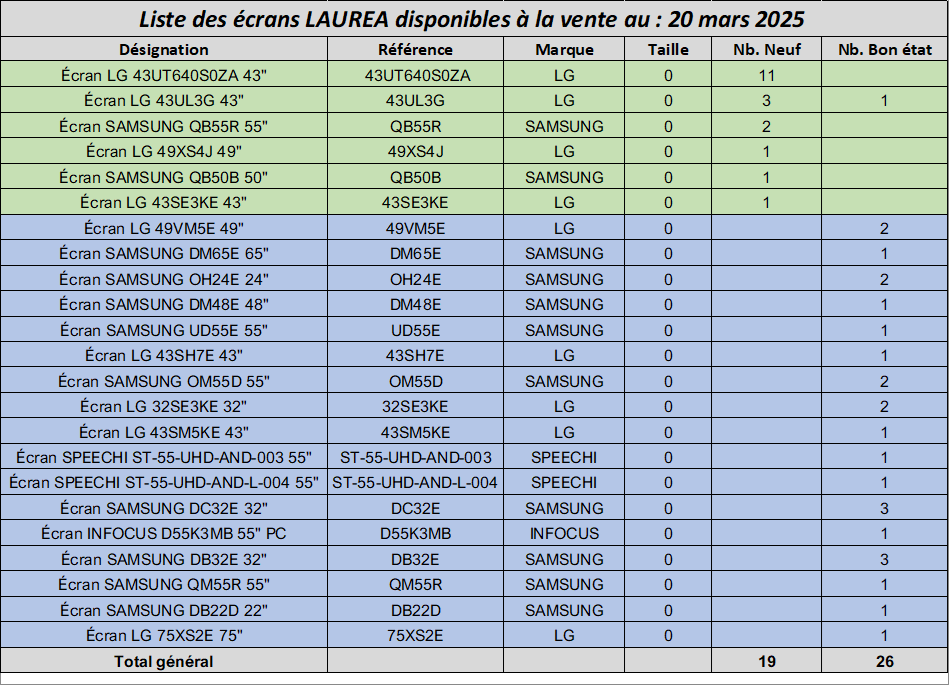 Liste des écrans LAUREA disponibles à la vente au : 20 mars 2025
Désignation Référence Marque Taille Nb. Neuf Nb. Bon état
Écran LG 43UT640S0ZA 43" 43UT640S0ZA LG 0 11
Écran LG 43UL3G 43" 43UL3G LG 0 3 1
Écran SAMSUNG QB55R 55" QB55R SAMSUNG 0 2
Écran LG 49XS4J 49" 49XS4J LG 0 1
Écran SAMSUNG QB50B 50" QB50B SAMSUNG 0 1
Écran LG 43SE3KE 43" 43SE3KE LG 0 1
Écran LG 49VM5E 49" 49VM5E LG 0 2
Écran SAMSUNG DM65E 65" DM65E SAMSUNG 0 1
Écran SAMSUNG OH24E 24" OH24E SAMSUNG 0 2
Écran SAMSUNG DM48E 48" DM48E SAMSUNG 0 1
Écran SAMSUNG UD55E 55" UD55E SAMSUNG 0 1
Écran LG 43SH7E 43" 43SH7E LG 0 1
Écran SAMSUNG OM55D 55" OM55D SAMSUNG 0 2
Écran LG 32SE3KE 32" 32SE3KE LG 0 2
Écran LG 43SM5KE 43" 43SM5KE LG 0 1
Écran SPEECHI ST-55-UHD-AND-003 55" ST-55-UHD-AND-003 SPEECHI 0 1
Écran SPEECHI ST-55-UHD-AND-L-004 55" ST-55-UHD-AND-L-004 SPEECHI 0 1
Écran SAMSUNG DC32E 32" DC32E SAMSUNG 0 3
Écran INFOCUS D55K3MB 55" PC D55K3MB INFOCUS 0 1
Écran SAMSUNG DB32E 32" DB32E SAMSUNG 0 3
Écran SAMSUNG QM55R 55" QM55R SAMSUNG 0 1
Écran SAMSUNG DB22D 22" DB22D SAMSUNG 0 1
Écran LG 75XS2E 75" 75XS2E LG 0 1
Total général 19 26